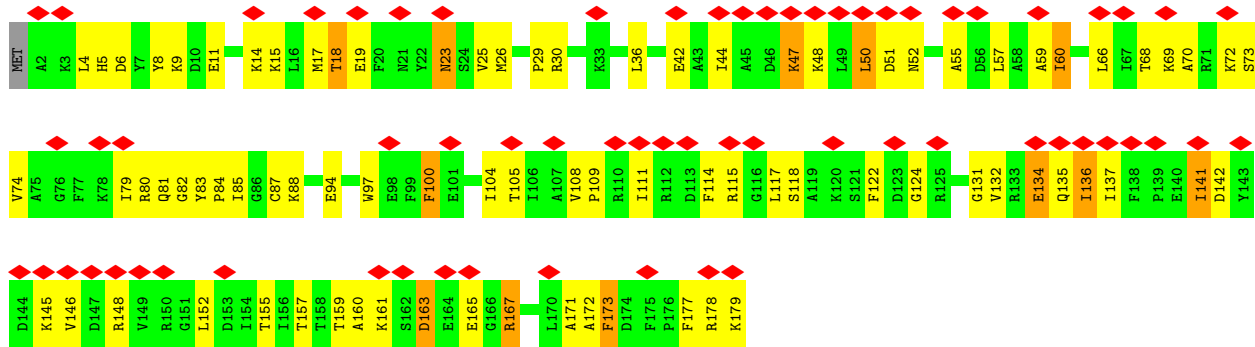 MET A2 K3 L4 H5 D6 Y7 Y8 K9 D10 E11 K14 K15 L16 M17 T18 E19 F20 N21 Y22 N23 S24 V25 M26 P29 R30 K33 L36 E42 A43 I44 A45 D46 K47 K48 L49 L50 D51 N52 A55 D56 L57 A58 A59 I60 L66 I67 T68 K69 A70 R71 K72 S73
V74 A75 G76 F77 K78 I79 R80 Q81 G82 Y83 P84 I85 G86 C87 K88 E94 W97 E98 F99 F100 E101 I104 T105 I106 A107 V108 P109 R110 I111 R112 D113 F114 R115 G116 L117 S118 A119 K120 S121 F122 D123 G124 R125 G131 V132 R133 E134 Q135 I136 I137 F138 P139 E140 I141 D142 Y143
D144 K145 V146 D147 R148 V149 R150 G151 L152 D153 I154 T155 I156 T157 T158 T159 A160 K161 S162 D163 E164 E165 G166 R167 L170 A171 A172 F173 D174 F175 P176 F177 R178 K179